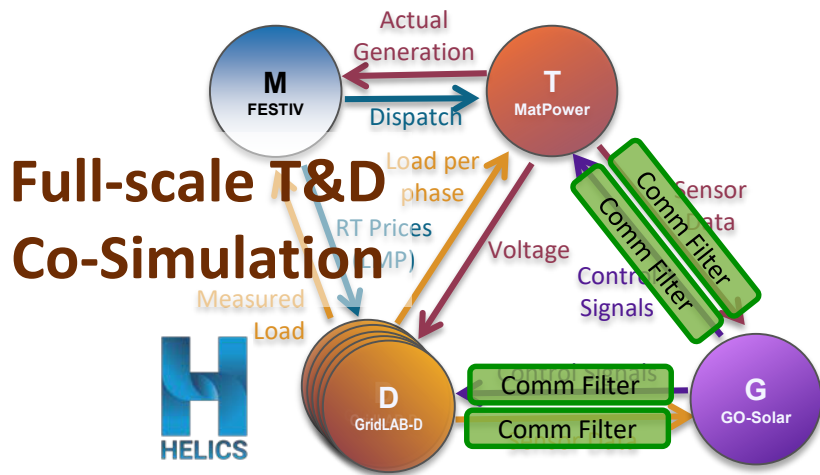 Actual
Generation
M
FESTIV
T
MatPower
Dispatch
Full-scale T&D
Co-Simulation
Load per
phase
RT Prices
Voltage
Sensor
Data
Comm Filter
Comm Filter
Control
Signals
Measured
Load
HELICS
D
GridLAB-D
Control Signals
Comm Filter
Comm Filter
G
GO-Solar